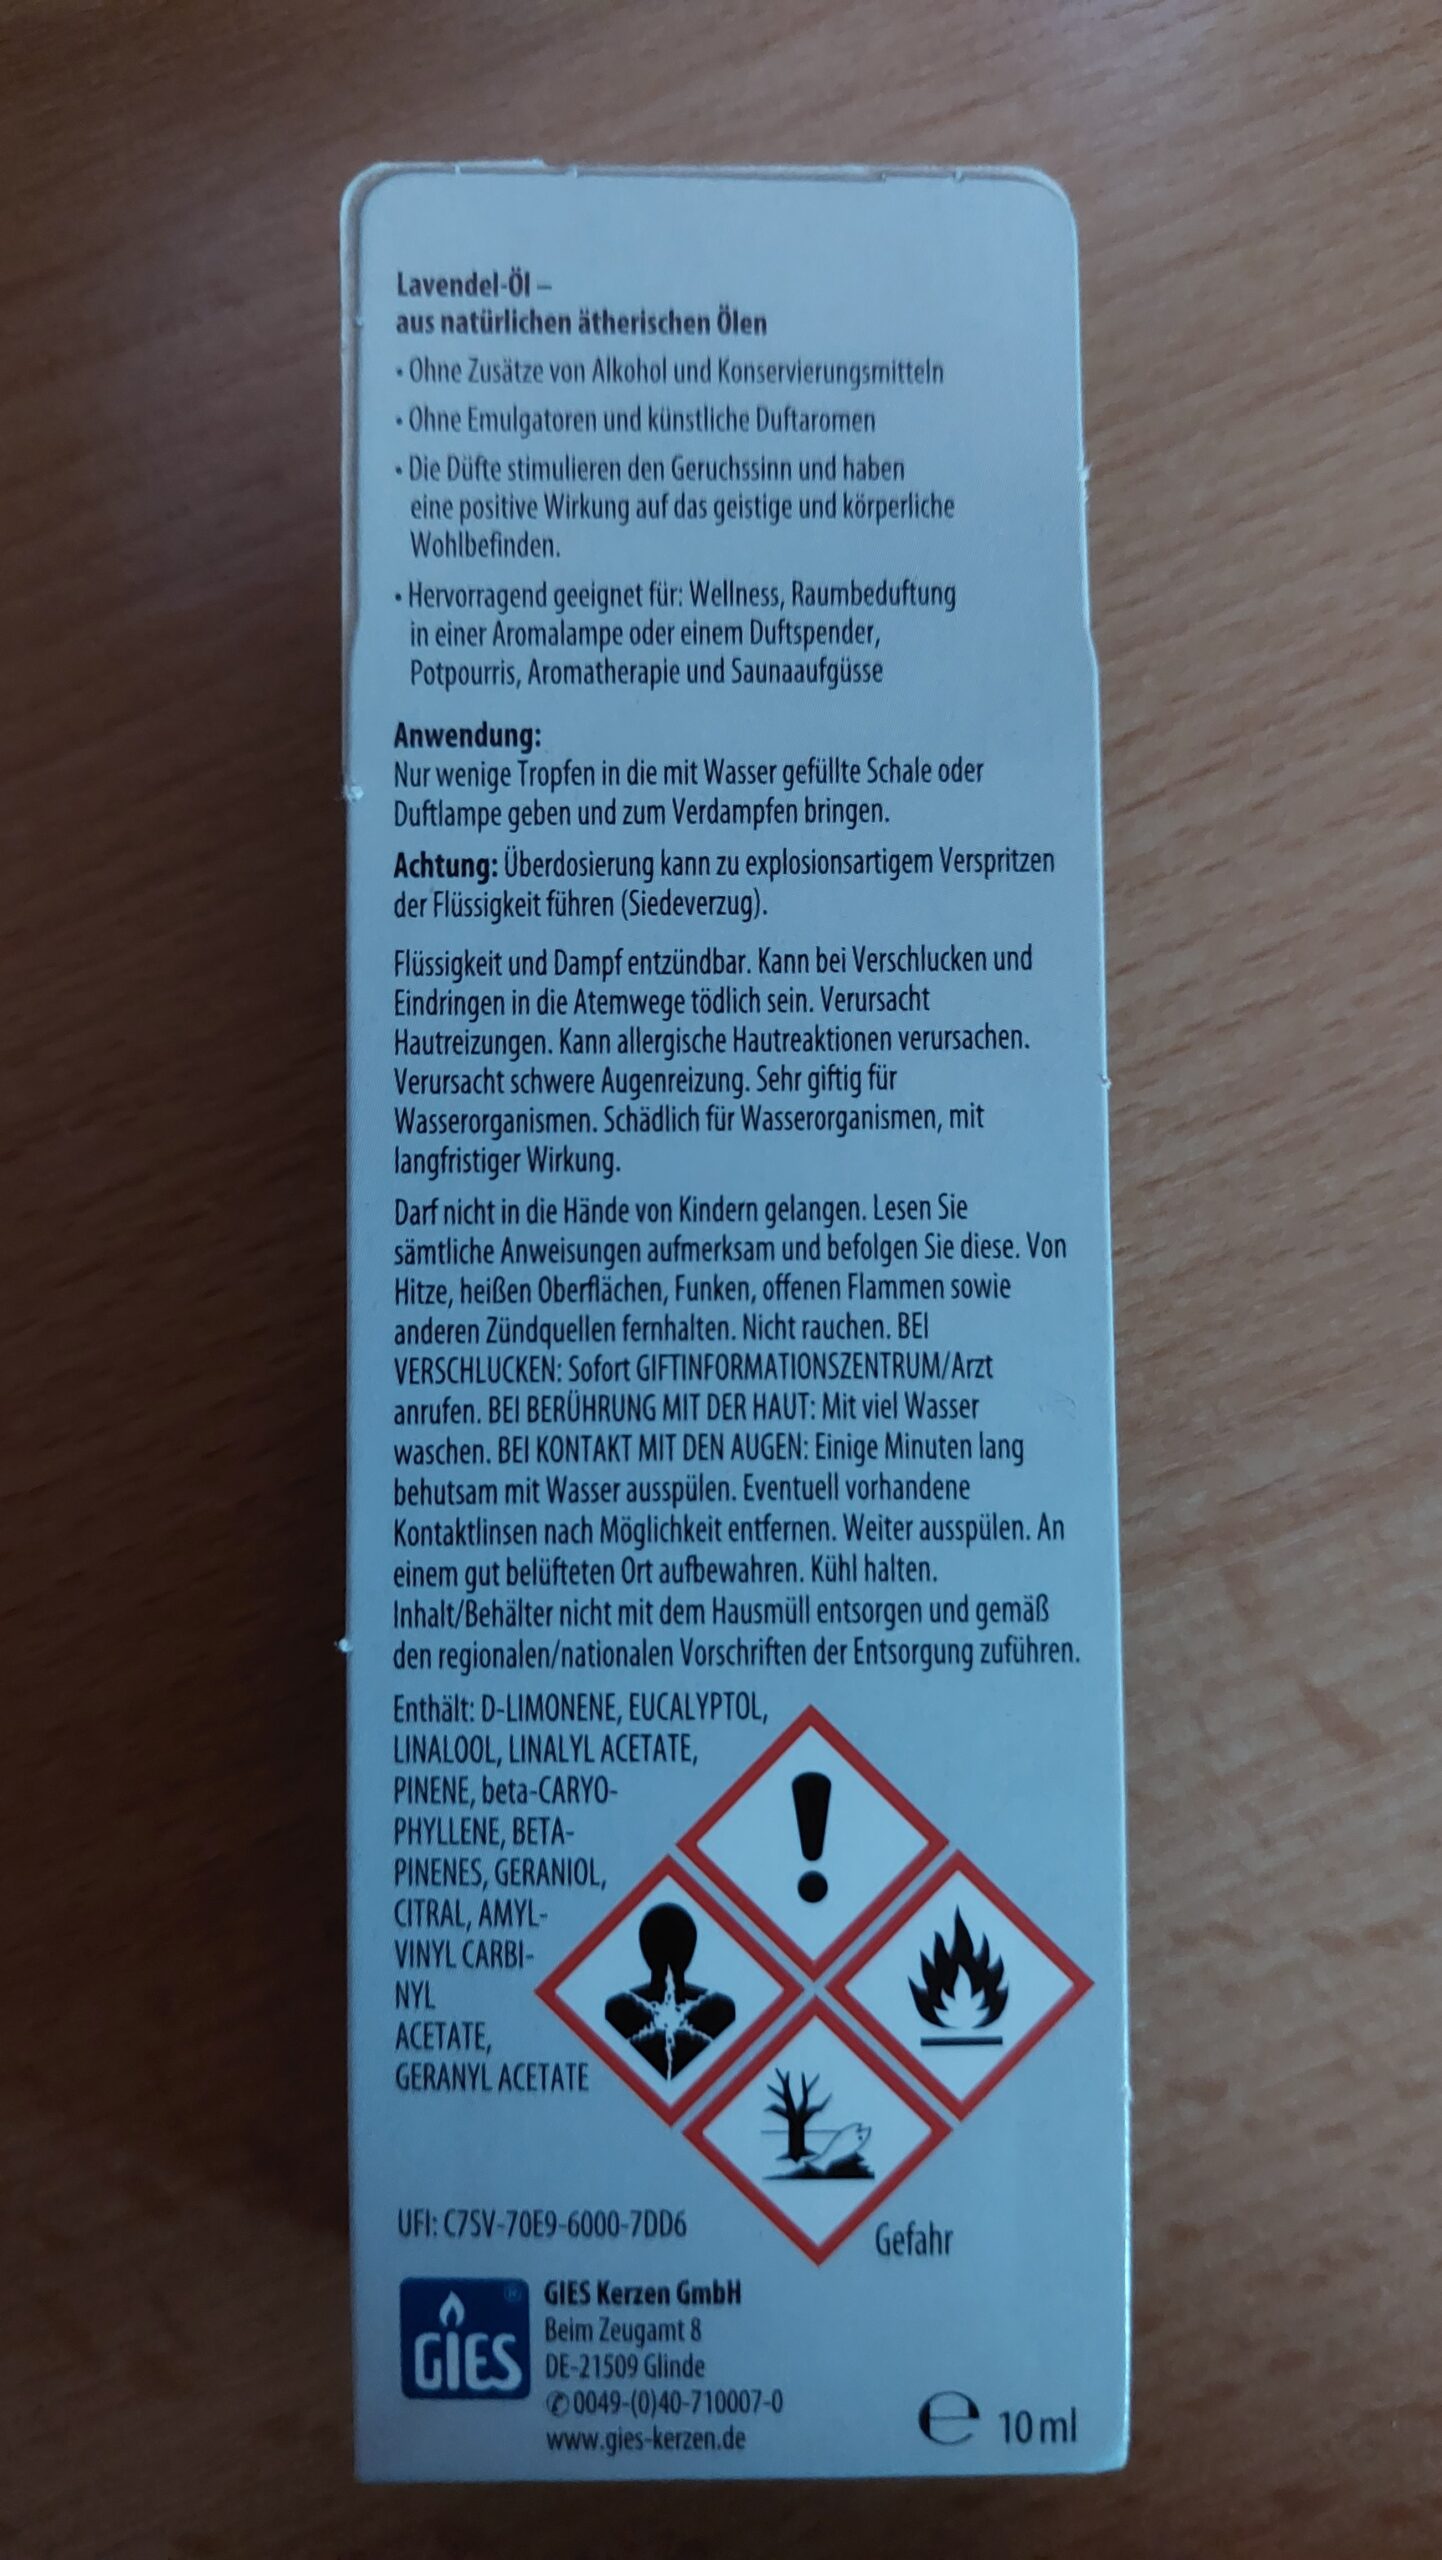 Lavendel-Öl –
aus natürlichen ätherischen Ölen
• Ohne Zusätze von Alkohol und Konservierungsmitteln
• Ohne Emulgatoren und künstliche Duftaromen
• Die Düfte stimulieren den Geruchssinn und haben
eine positive Wirkung auf das geistige und körperliche
Wohlbefinden.
• Hervorragend geeignet für: Wellness, Raumbeduftung
in einer Aromalampe oder einem Duftspender,
Potpourris, Aromatherapie und Saunaaufgüsse
Anwendung:
Nur wenige Tropfen in die mit Wasser gefüllte Schale oder
Duftlampe geben und zum Verdampfen bringen.
Achtung: Überdosierung kann zu explosionsartigem Verspritzen
der Flüssigkeit führen (Siedeverzug).
Flüssigkeit und Dampf entzündbar. Kann bei Verschlucken und
Eindringen in die Atemwege tödlich sein. Verursacht
Hautreizungen. Kann allergische Hautreaktionen verursachen.
Verursacht schwere Augenreizung. Sehr giftig für
Wasserorganismen. Schädlich für Wasserorganismen, mit
langfristiger Wirkung.
Darf nicht in die Hände von Kindern gelangen. Lesen Sie
sämtliche Anweisungen aufmerksam und befolgen Sie diese. Von
Hitze, heißen Oberflächen, Funken, offenen Flammen sowie
anderen Zündquellen fernhalten. Nicht rauchen. BEI
VERSCHLUCKEN: Sofort GIFTINFORMATIONSZENTRUM/Arzt
anrufen. BEI BERÜHRUNG MIT DER HAUT: Mit viel Wasser
waschen. BEI KONTAKT MIT DEN AUGEN: Einige Minuten lang
behutsam mit Wasser ausspülen. Eventuell vorhandene
Kontaktlinsen nach Möglichkeit entfernen. Weiter ausspülen. An
einem gut belüfteten Ort aufbewahren. Kühl halten.
Inhalt/Behälter nicht mit dem Hausmüll entsorgen und gemäß
den regionalen/nationalen Vorschriften der Entsorgung zuführen.
Enthält: D-LIMONENE, EUCALYPTOL,
LINALOOL, LINALYL ACETATE,
PINENE, beta-CARYO-
PHYLLENE, BETA-
PINENES, GERANIOL,
CITRAL, AMYL-
VINYL CARBI-
NYL
ACETATE,
GERANYL ACETATE
UFI: C7SV-70E9-6000-7DD6
Gefahr
GIES ®
GIES Kerzen GmbH
Beim Zeugamt 8
DE-21509 Glinde
✆ 0049-(0)40-710007-0
www.gies-kerzen.de
℮ 10 ml